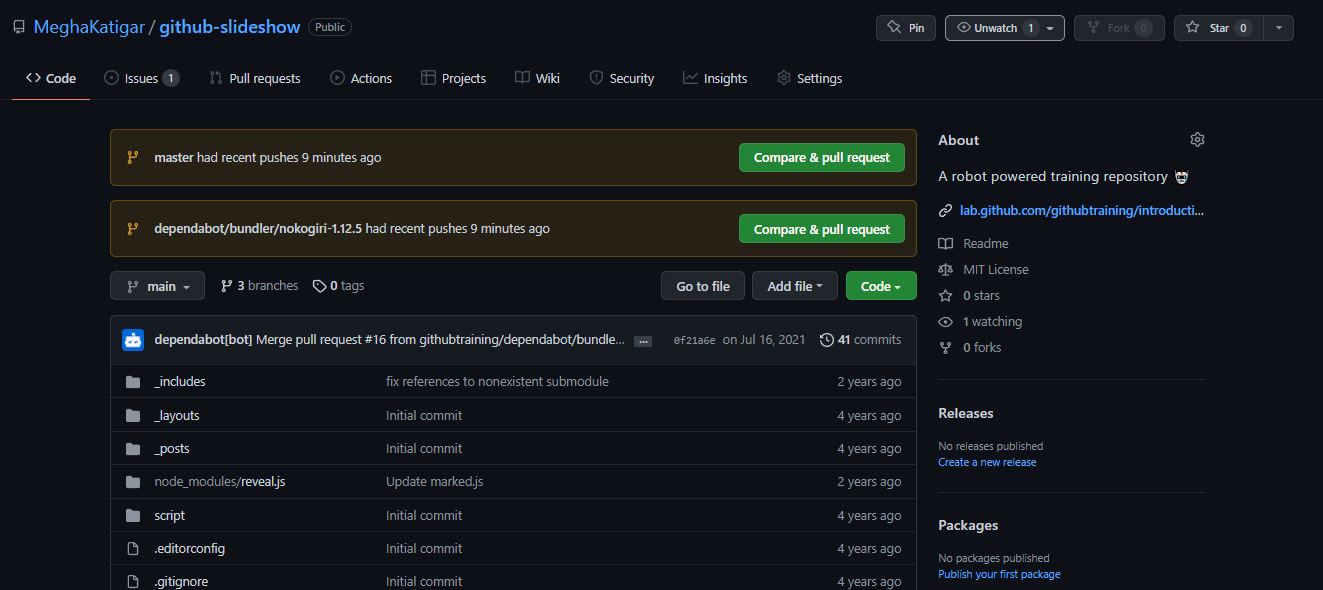 MeghaKatigar / github-slideshow Public
Pin
Unwatch 1
Fork 0
Star 0
Code
Issues 1
Pull requests
Actions
Projects
Wiki
Security
Insights
Settings
master had recent pushes 9 minutes ago
Compare & pull request
dependabot/bundler/nokogiri-1.12.5 had recent pushes 9 minutes ago
Compare & pull request
main
3 branches
0 tags
Go to file
Add file
Code
dependabot[bot] Merge pull request #16 from githubtraining/dependabot/bundle... ... 0f21a6e on Jul 16, 2021 41 commits
_includes fix references to nonexistent submodule 2 years ago
_layouts Initial commit 4 years ago
_posts Initial commit 4 years ago
node_modules/reveal.js Update marked.js 2 years ago
script Initial commit 4 years ago
.editorconfig Initial commit 4 years ago
.gitignore Initial commit 4 years ago
About
A robot powered training repository
lab.github.com/githubtraining/introducti...
Readme
MIT License
0 stars
1 watching
0 forks
Releases
No releases published
Create a new release
Packages
No packages published
Publish your first package